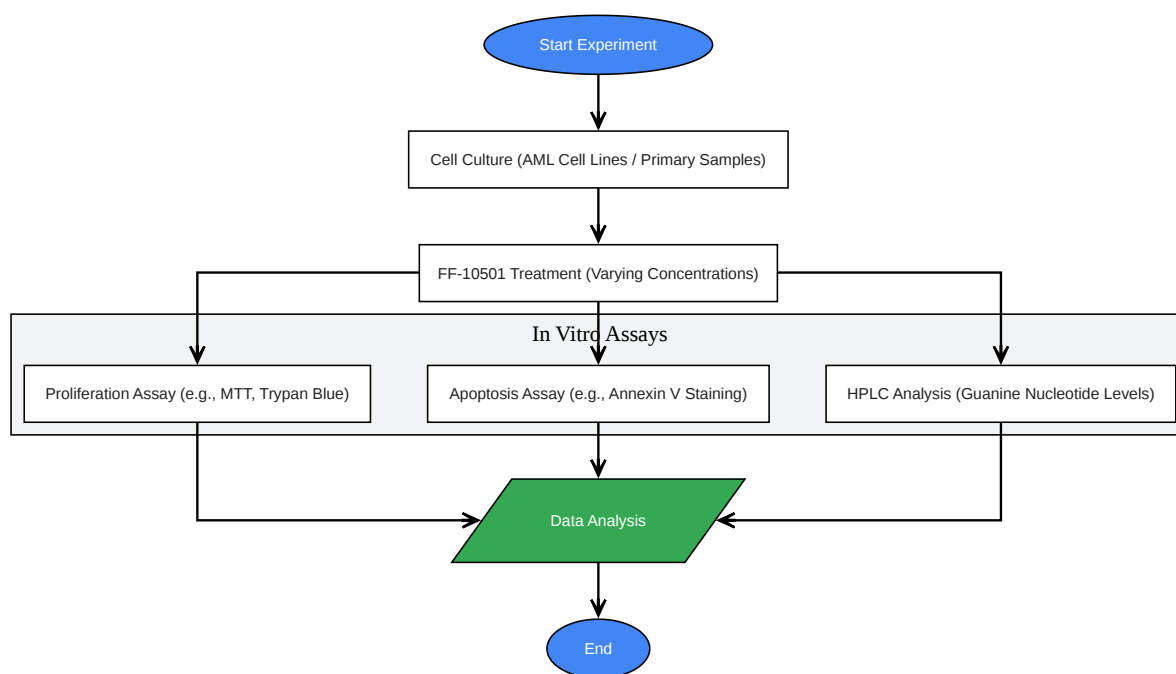 Start Experiment
Cell Culture (AML Cell Lines / Primary Samples)
FF-10501 Treatment (Varying Concentrations)
In Vitro Assays
Proliferation Assay (e.g., MTT, Trypan Blue)
Apoptosis Assay (e.g., Annexin V Staining)
HPLC Analysis (Guanine Nucleotide Levels)
Data Analysis
End